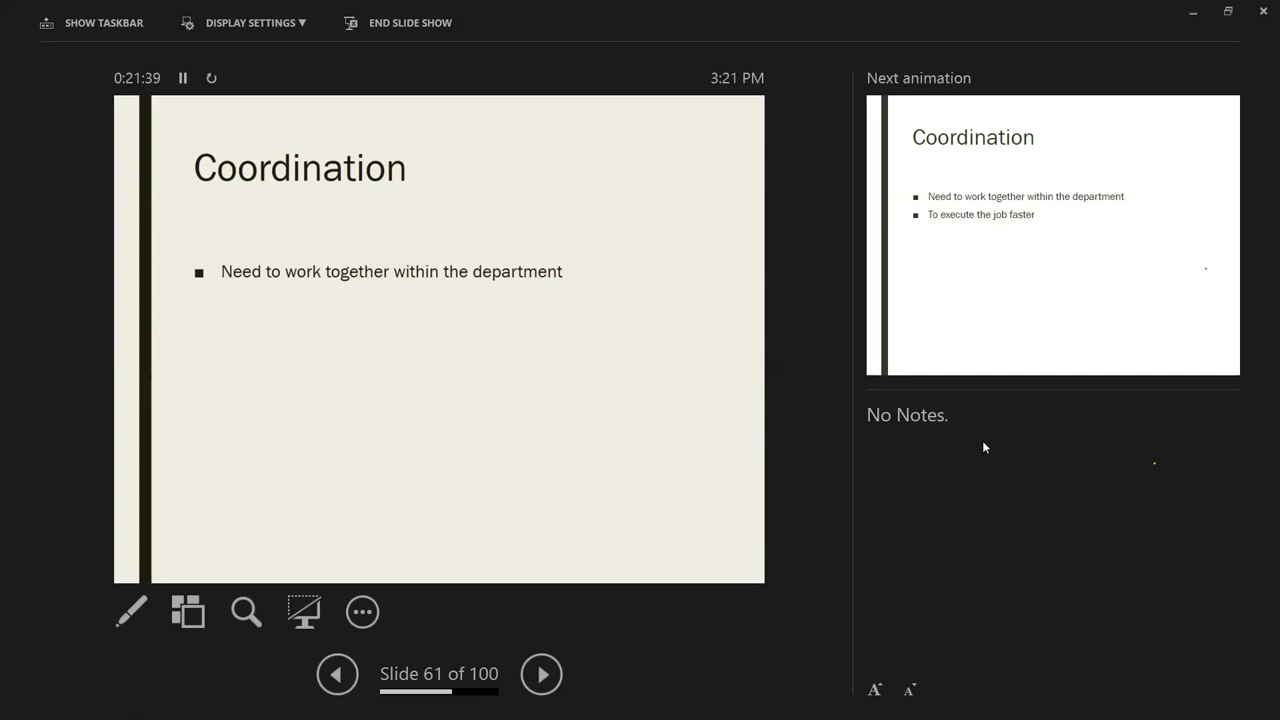 SHOW TASKBAR DISPLAY SETTINGS ▼ END SLIDE SHOW
0:21:39 3:21 PM
Coordination
■ Need to work together within the department
Next animation
Coordination
■ Need to work together within the department
■ To execute the job faster
No Notes.
Slide 61 of 100
A A